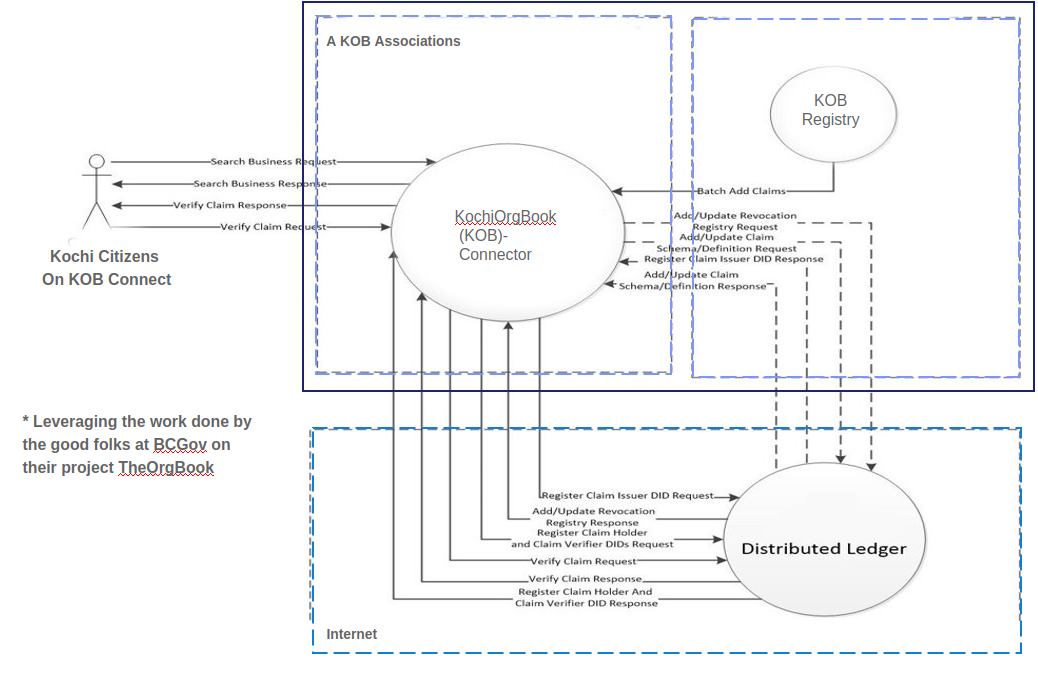 A KOB Associations
KOB
Registry
Search Business Request
Search Business Response
Verify Claim Response
Verify Claim Request
Kochi Citizens
On KOB Connect
KochiOrgBook
(KOB)-
Connector
Batch Add Claims
Add/Update Revocation
Registry Request
Add/Update Claim
Schema/Definition Request
Register Claim Issuer DID Response
Add/Update Claim
Schema/Definition Response
* Leveraging the work done by
the good folks at BCGov on
their project TheOrgBook
Register Claim Issuer DID Request
Add/Update Revocation
Registry Response
Register Claim Holder
and Claim Verifier DIDs Request
Verify Claim Request
Verify Claim Response
Register Claim Holder And
Claim Verifier DID Response
Distributed Ledger
Internet